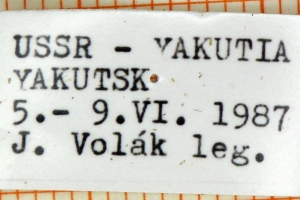 USSR - YAKUTIA
YAKUTSK
5.- 9.VI. 1987
J. Volák leg.